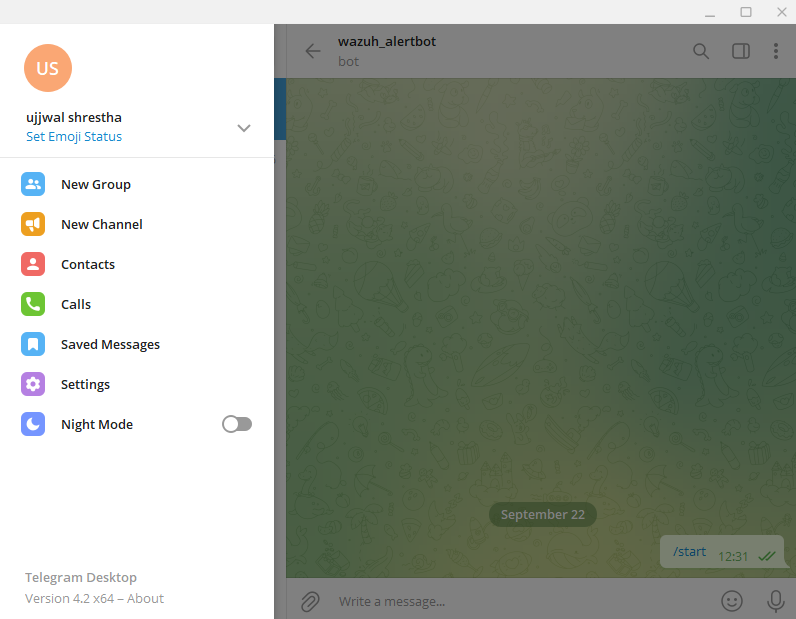 US
ujjwal shrestha
Set Emoji Status
New Group
New Channel
Contacts
Calls
Saved Messages
Settings
Night Mode
Telegram Desktop
Version 4.2 x64 – About
wazuh_alertbot
bot
September 22
/start 12:31
Write a message...